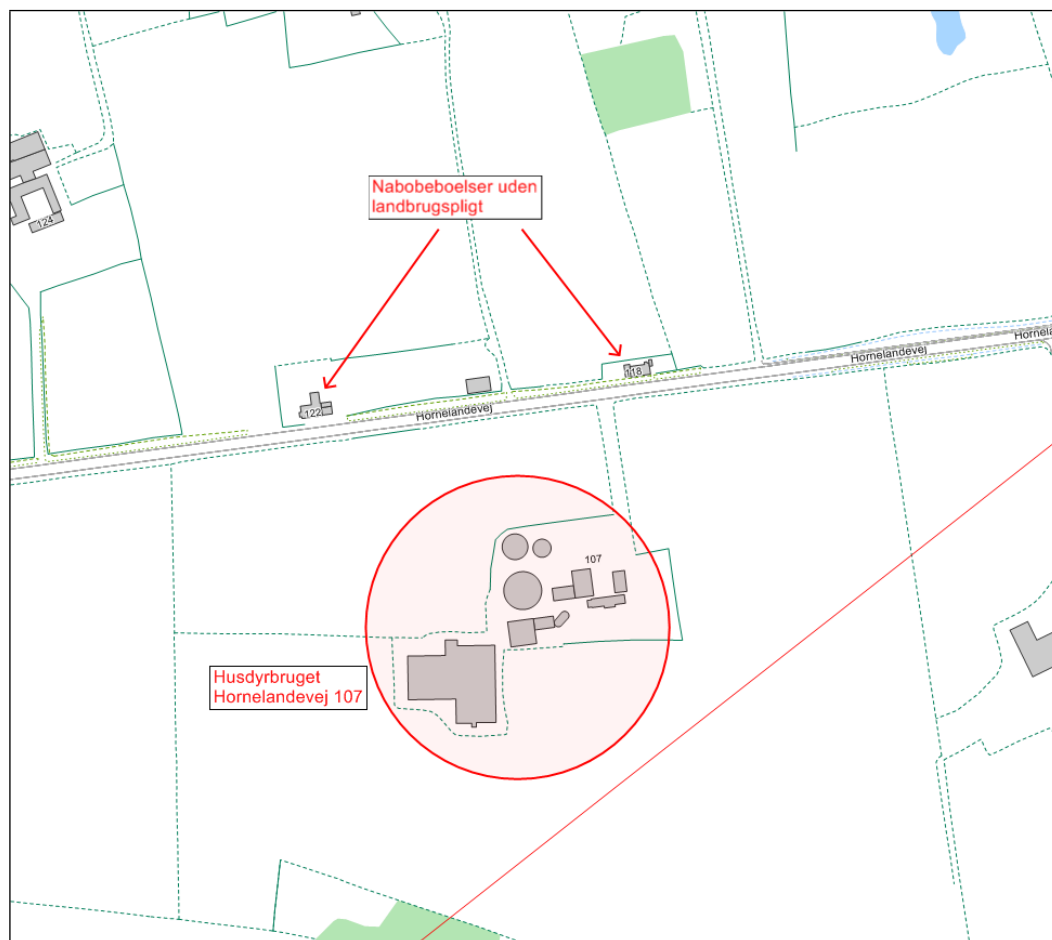 Nabobeboelser uden
landbrugspligt
124
Hornelandevej
Hornelandevej
118
122
Hornelandevej
107
Husdyrbruget
Hornelandevej 107